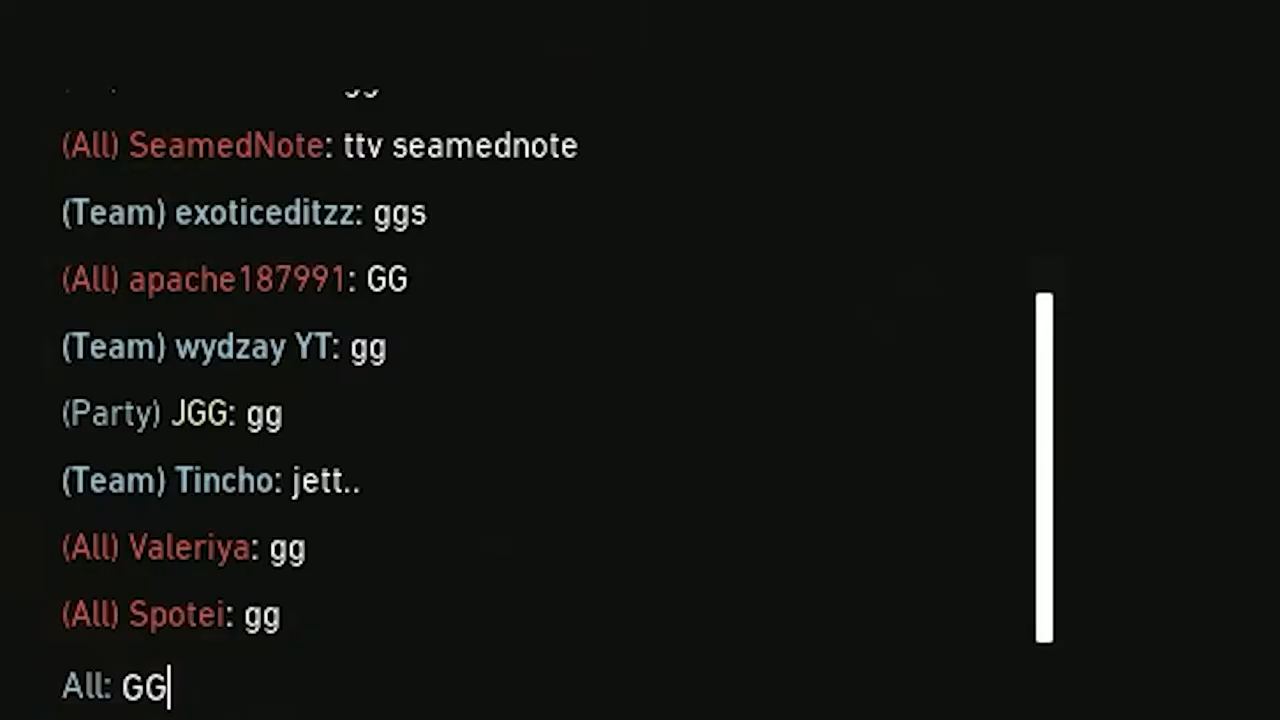 (All) SeamedNote: ttv seamednote
(Team) exoticeditzz: ggs
(All) apache187991: GG
(Team) wydzay YT: gg
(Party) JGG: gg
(Team) Tincho: jett..
(All) Valeriya: gg
(All) Spotei: gg
All: GG